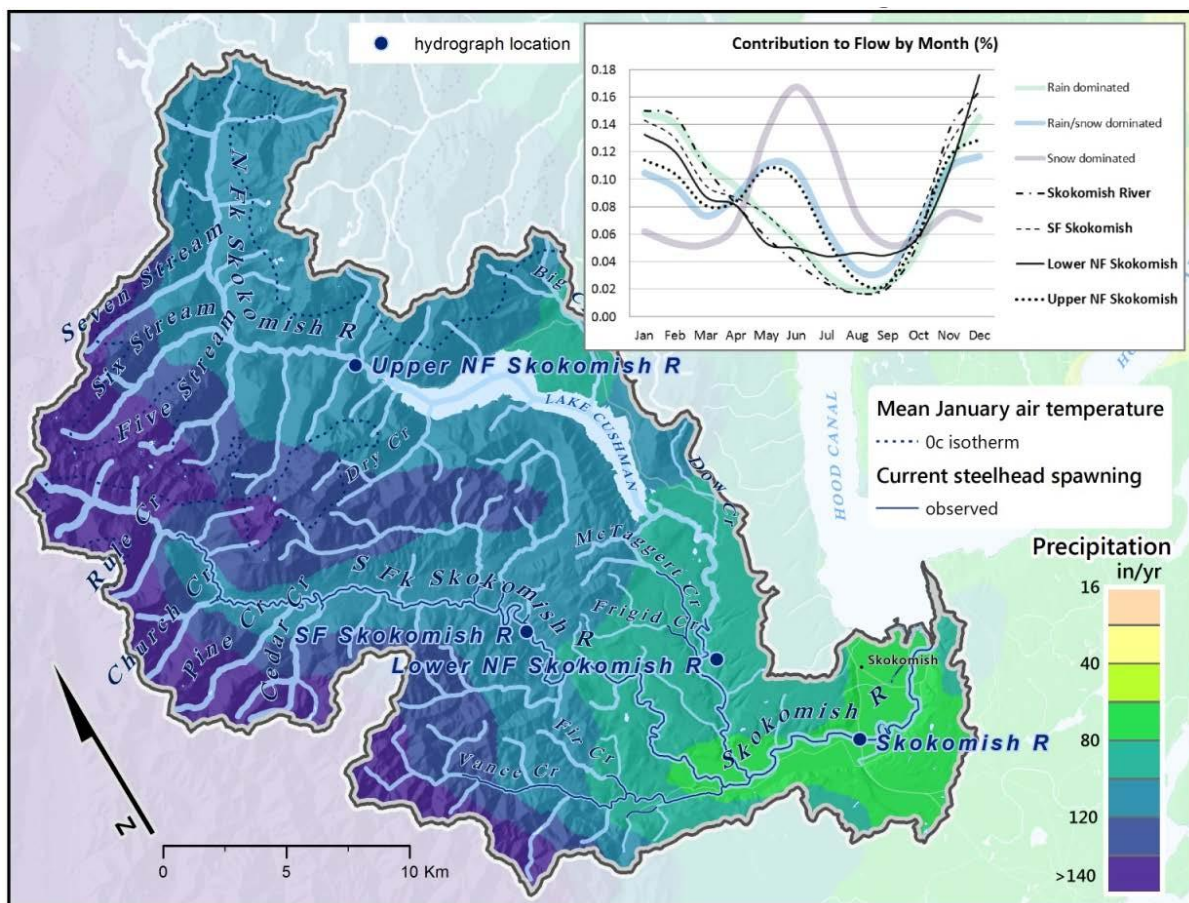 hydrograph location
Contribution to Flow by Month (%)
0.18
0.16
0.14
0.12
0.10
0.08
0.06
0.04
0.02
0.00
Jan Feb Mar Apr May Jun Jul Aug Sep Oct Nov Dec
Rain dominated
Rain/snow dominated
Snow dominated
Skokomish River
SF Skokomish
Lower NF Skokomish
Upper NF Skokomish
N Fk Skokomish R
Seven Stream
Six Stream
Five Stream
Big C
Upper NF Skokomish R
LAKE CUSHMAN
Dry Cr
Dow Cr
HOOD CANAL
Mean January air temperature
0c isotherm
Current steelhead spawning
observed
McTaggert Cr
Rule Cr
S Fk Skokomish R
Church Cr
Pine Cr
Cedar Cr
Frigid Cr
SF Skokomish R
Lower NF Skokomish R
Skokomish
Skokomish R
Skokomish R
Fir Cr
Vance Cr
Precipitation
in/yr
16
40
80
120
>140
N
0 5 10 Km